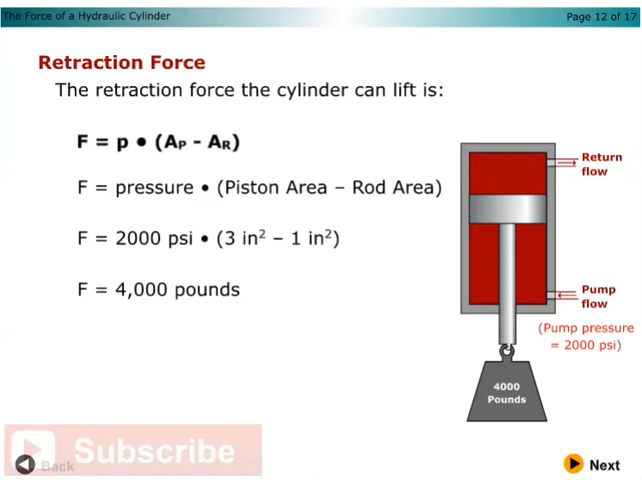 The Force of a Hydraulic Cylinder
Page 12 of 17
Retraction Force
The retraction force the cylinder can lift is:
F = p • (AP - AR)
F = pressure • (Piston Area – Rod Area)
F = 2000 psi • (3 in² – 1 in²)
F = 4,000 pounds
Return
flow
Pump
flow
(Pump pressure
= 2000 psi)
4000
Pounds
Subscribe
Back
Next